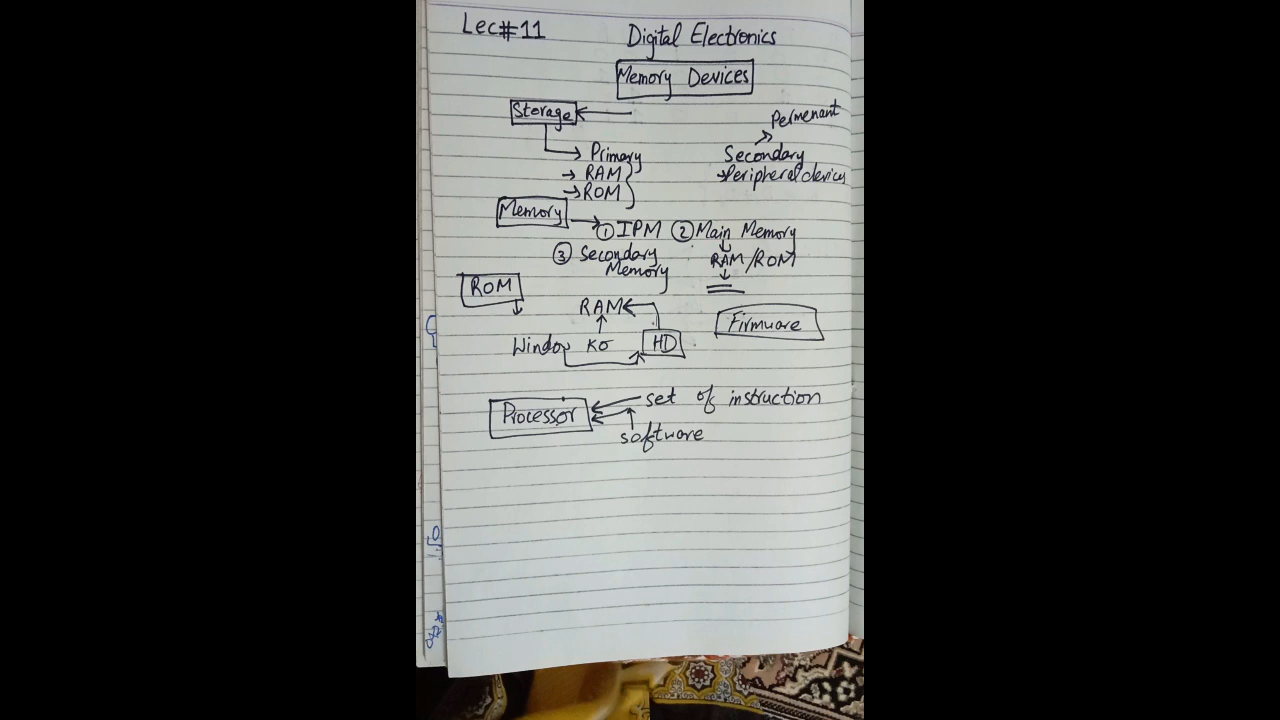 Lec#11
Digital Electronics
Memory Devices
Storage
Permenant
Primary
Secondary
RAM
Peripheral devices
ROM
Memory
① IPM ② Main Memory
③ Secondary
Memory
RAM/ROM
ROM
RAM
Firmware
Window KO HD
Processor
set of instruction
software